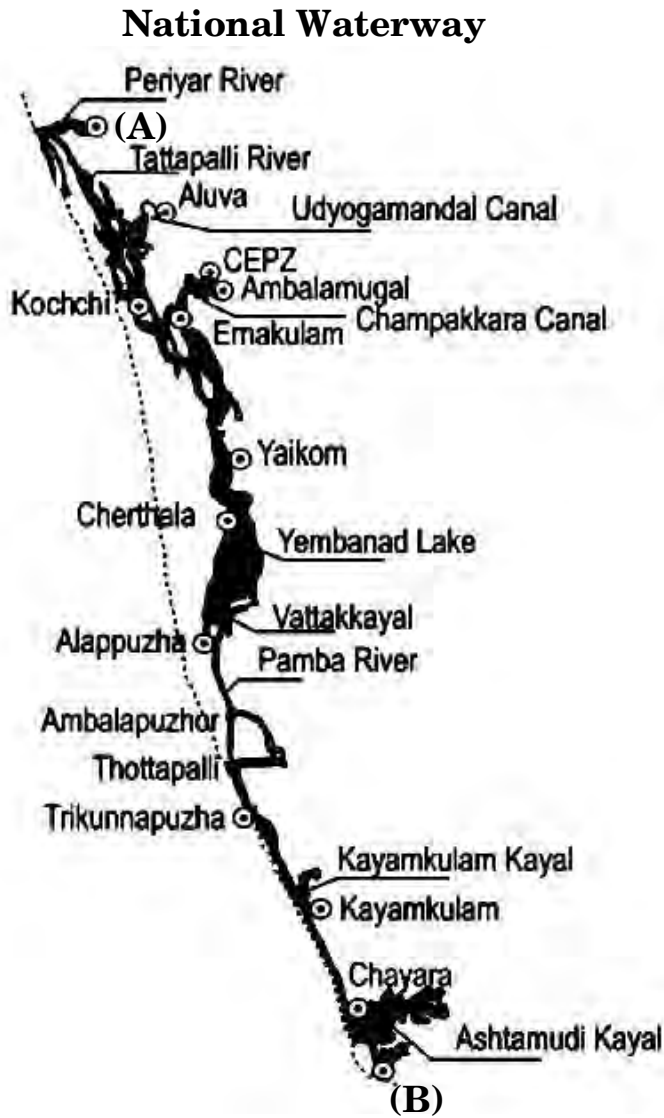 National Waterway
Periyar River
(A)
Tattapalli River
Aluva
Udyogamandal Canal
CEPZ
Ambalamugal
Kochchi
Champakkara Canal
Ernakulam
Yaikom
Cherthala
Yembanad Lake
Vattakkayal
Alappuzha
Pamba River
Ambalapuzhor
Thottapalli
Trikunnapuzha
Kayamkulam Kayal
Kayamkulam
Chayara
Ashtamudi Kayal
(B)